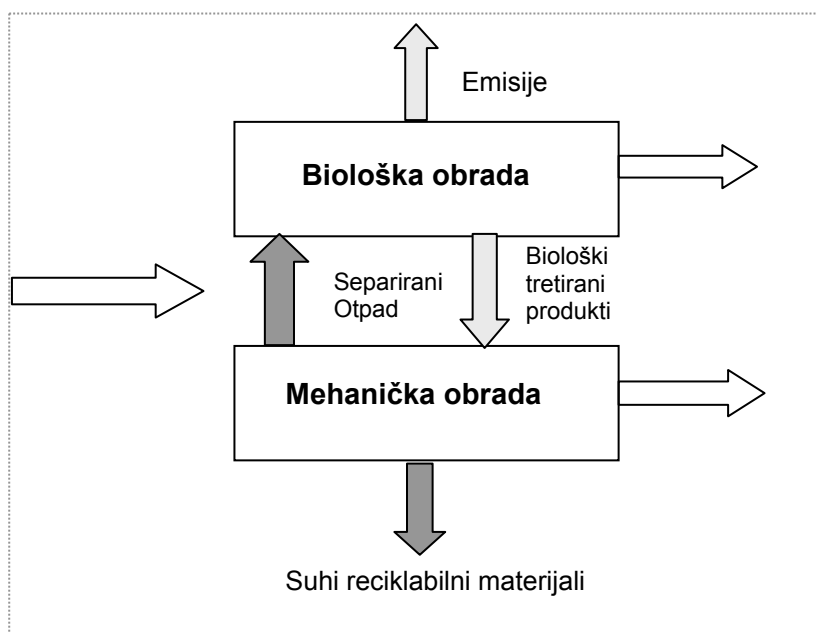 Emisije
Biološka obrada
Separirani
Otpad
Biološki
tretirani
produkti
Mehanička obrada
Suhi reciklabilni materijali